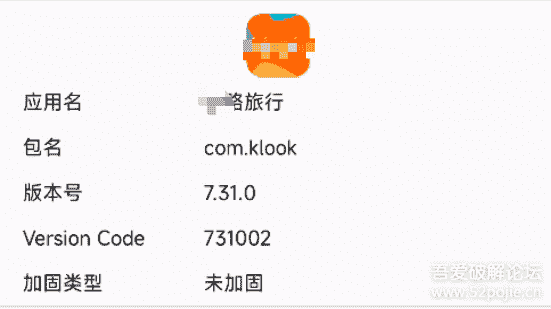 应用名 路旅行
包名 com.klook
版本号 7.31.0
Version Code 731002
加固类型 未加固
吾爱破解论坛
www.52pojie.cn